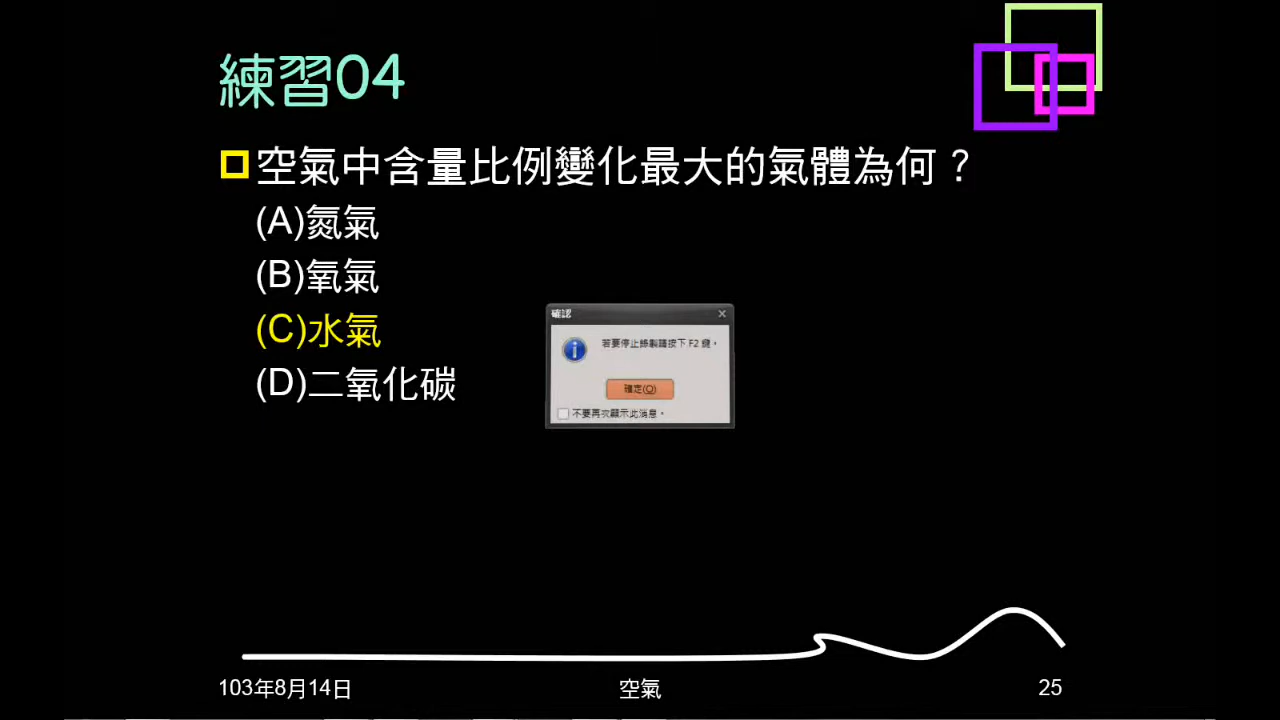 練習04
空氣中含量比例變化最大的氣體為何？
(A)氮氣
(B)氧氣
(C)水氣
(D)二氧化碳
確認
若要停止錄製請按下 F2 鍵。
確定(O)
不要再次顯示此消息。
103年8月14日
空氣
25